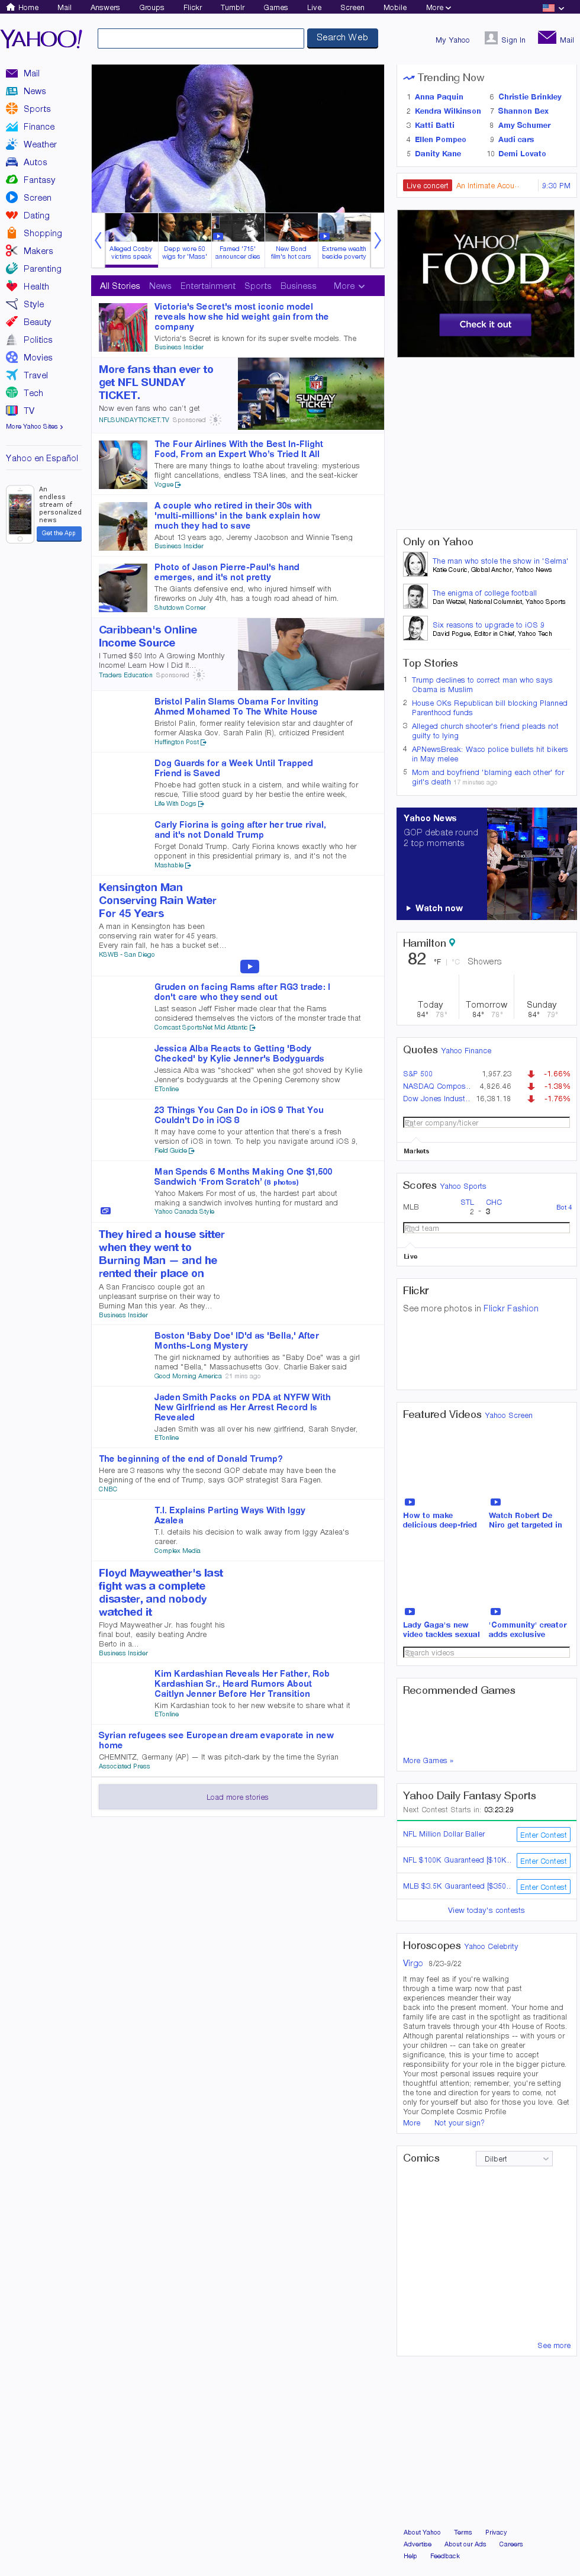 Home Mail Answers Groups Flickr Tumblr Games Live Screen Mobile More
YAHOO!
Search Web
My Yahoo Sign In Mail
Mail
News
Sports
Finance
Weather
Autos
Fantasy
Screen
Dating
Shopping
Makers
Parenting
Health
Style
Beauty
Politics
Movies
Travel
Tech
TV
More Yahoo Sites
Yahoo en Español
An
endless
stream of
personalized
news
Get the App
Alleged Cosby
victims speak
Depp wore 50
wigs for 'Mass'
Famed '715'
announcer dies
New Bond
film's hot cars
Extreme wealth
beside poverty
All Stories News Entertainment Sports Business More
Victoria's Secret's most iconic model
reveals how she hid weight gain from the
company
Victoria's Secret is known for its super svelte models. The
Business Insider
More fans than ever to
get NFL SUNDAY
TICKET.
Now even fans who can't get
NFLSUNDAYTICKET.TV Sponsored
SUNDAY
TICKET
The Four Airlines With the Best In-Flight
Food, From an Expert Who's Tried It All
There are many things to loathe about traveling: mysterious
flight cancellations, endless TSA lines, and the seat-kicker
Vogue
A couple who retired in their 30s with
'multi-millions' in the bank explain how
much they had to save
About 13 years ago, Jeremy Jacobson and Winnie Tseng
Business Insider
Photo of Jason Pierre-Paul's hand
emerges, and it's not pretty
The Giants defensive end, who injured himself with
fireworks on July 4th, has a tough road ahead of him.
Shutdown Corner
Caribbean's Online
Income Source
I Turned $50 Into A Growing Monthly
Income! Learn How I Did It...
Traders Education Sponsored
Bristol Palin Slams Obama For Inviting
Ahmed Mohamed To The White House
Bristol Palin, former reality television star and daughter of
former Alaska Gov. Sarah Palin (R), criticized President
Huffington Post
Dog Guards for a Week Until Trapped
Friend is Saved
Phoebe had gotten stuck in a cistern, and while waiting for
rescue, Tillie stood guard by her bestie the entire week,
Life With Dogs
Carly Fiorina is going after her true rival,
and it's not Donald Trump
Forget Donald Trump. Carly Fiorina knows exactly who her
opponent in this presidential primary is, and it's not the
Mashable
Kensington Man
Conserving Rain Water
For 45 Years
A man in Kensington has been
conserving rain water for 45 years.
Every rain fall, he has a bucket set...
KSWB - San Diego
Gruden on facing Rams after RG3 trade: I
don't care who they send out
Last season Jeff Fisher made clear that the Rams
considered themselves the victors of the monster trade that
Comcast SportsNet Mid Atlantic
Jessica Alba Reacts to Getting 'Body
Checked' by Kylie Jenner's Bodyguards
Jessica Alba was "shocked" when she got shoved by Kylie
Jenner's bodyguards at the Opening Ceremony show
ETonline
23 Things You Can Do in iOS 9 That You
Couldn't Do in iOS 8
It may have come to your attention that there's a fresh
version of iOS in town. To help you navigate around iOS 9,
Field Guide
Man Spends 6 Months Making One $1,500
Sandwich 'From Scratch' (8 photos)
Yahoo Makers For most of us, the hardest part about
making a sandwich involves hunting for mustard and
Yahoo Canada Style
They hired a house sitter
when they went to
Burning Man — and he
rented their place on
A San Francisco couple got an
unpleasant surprise on their way to
Burning Man this year. As they...
Business Insider
Boston 'Baby Doe' ID'd as 'Bella,' After
Months-Long Mystery
The girl nicknamed by authorities as "Baby Doe" was a girl
named "Bella," Massachusetts Gov. Charlie Baker said
Good Morning America 21 mins ago
Jaden Smith Packs on PDA at NYFW With
New Girlfriend as Her Arrest Record Is
Revealed
Jaden Smith was all over his new girlfriend, Sarah Snyder,
ETonline
The beginning of the end of Donald Trump?
Here are 3 reasons why the second GOP debate may have been the
beginning of the end of Trump, says GOP strategist Sara Fagen.
CNBC
T.I. Explains Parting Ways With Iggy
Azalea
T.I. details his decision to walk away from Iggy Azalea's
career.
Complex Media
Floyd Mayweather's last
fight was a complete
disaster, and nobody
watched it
Floyd Mayweather Jr. has fought his
final bout, easily beating Andre
Berto in a...
Business Insider
Kim Kardashian Reveals Her Father, Rob
Kardashian Sr., Heard Rumors About
Caitlyn Jenner Before Her Transition
Kim Kardashian took to her new website to share what it
ETonline
Syrian refugees see European dream evaporate in new
home
CHEMNITZ, Germany (AP) — It was pitch-dark by the time the Syrian
Associated Press
Load more stories
Trending Now
1 Anna Paquin
2 Kendra Wilkinson
3 Katti Batti
4 Ellen Pompeo
5 Danity Kane
6 Christie Brinkley
7 Shannon Bex
8 Amy Schumer
9 Audi cars
10 Demi Lovato
Live concert An Intimate Acou 9:30 PM
YAHOO!
FOOD
Check it out
Only on Yahoo
The man who stole the show in 'Selma'
Katie Couric, Global Anchor, Yahoo News
The enigma of college football
Dan Wetzel, National Columnist, Yahoo Sports
Six reasons to upgrade to iOS 9
David Pogue, Editor in Chief, Yahoo Tech
Top Stories
1 Trump declines to correct man who says
Obama is Muslim
2 House OKs Republican bill blocking Planned
Parenthood funds
3 Alleged church shooter's friend pleads not
guilty to lying
4 APNewsBreak: Waco police bullets hit bikers
in May melee
5 Mom and boyfriend 'blaming each other' for
girl's death 17 minutes ago
Yahoo News
GOP debate round
2 top moments
Watch now
Hamilton
82 °F | °C Showers
Today Tomorrow Sunday
84° 76° 84° 78° 84° 79°
Quotes Yahoo Finance
S&P 500 1,957.23 -1.66%
NASDAQ Compos... 4,826.46 -1.38%
Dow Jones Indust... 16,381.18 -1.76%
Enter company/ticker
Markets
Scores Yahoo Sports
MLB STL 2 - CHC 3 Bot 4
Find team
Live
Flickr
See more photos in Flickr Fashion
Featured Videos Yahoo Screen
How to make
delicious deep-fried
Watch Robert De
Niro get targeted in
Lady Gaga's new
video tackles sexual
'Community' creator
adds exclusive
Search videos
Recommended Games
More Games »
Yahoo Daily Fantasy Sports
Next Contest Starts in: 03:23:29
NFL Million Dollar Baller Enter Contest
NFL $100K Guaranteed [$10K... Enter Contest
MLB $3.5K Guaranteed [$350... Enter Contest
View today's contests
Horoscopes Yahoo Celebrity
Virgo 8/23-9/22
It may feel as if you're walking
through a time warp now that past
experiences meander their way
back into the present moment. Your home and
family life are cast in the spotlight as traditional
Saturn travels through your 4th House of Roots.
Although parental relationships -- with yours or
your children -- can take on greater
significance, this is your time to accept
responsibility for your role in the bigger picture.
Your most personal issues require your
thoughtful attention; remember, you're setting
the tone and direction for years to come, not
only for yourself but also for those you love. Get
Your Complete Cosmic Profile
More Not your sign?
Comics Dilbert
See more
About Yahoo Terms Privacy
Advertise About our Ads Careers
Help Feedback